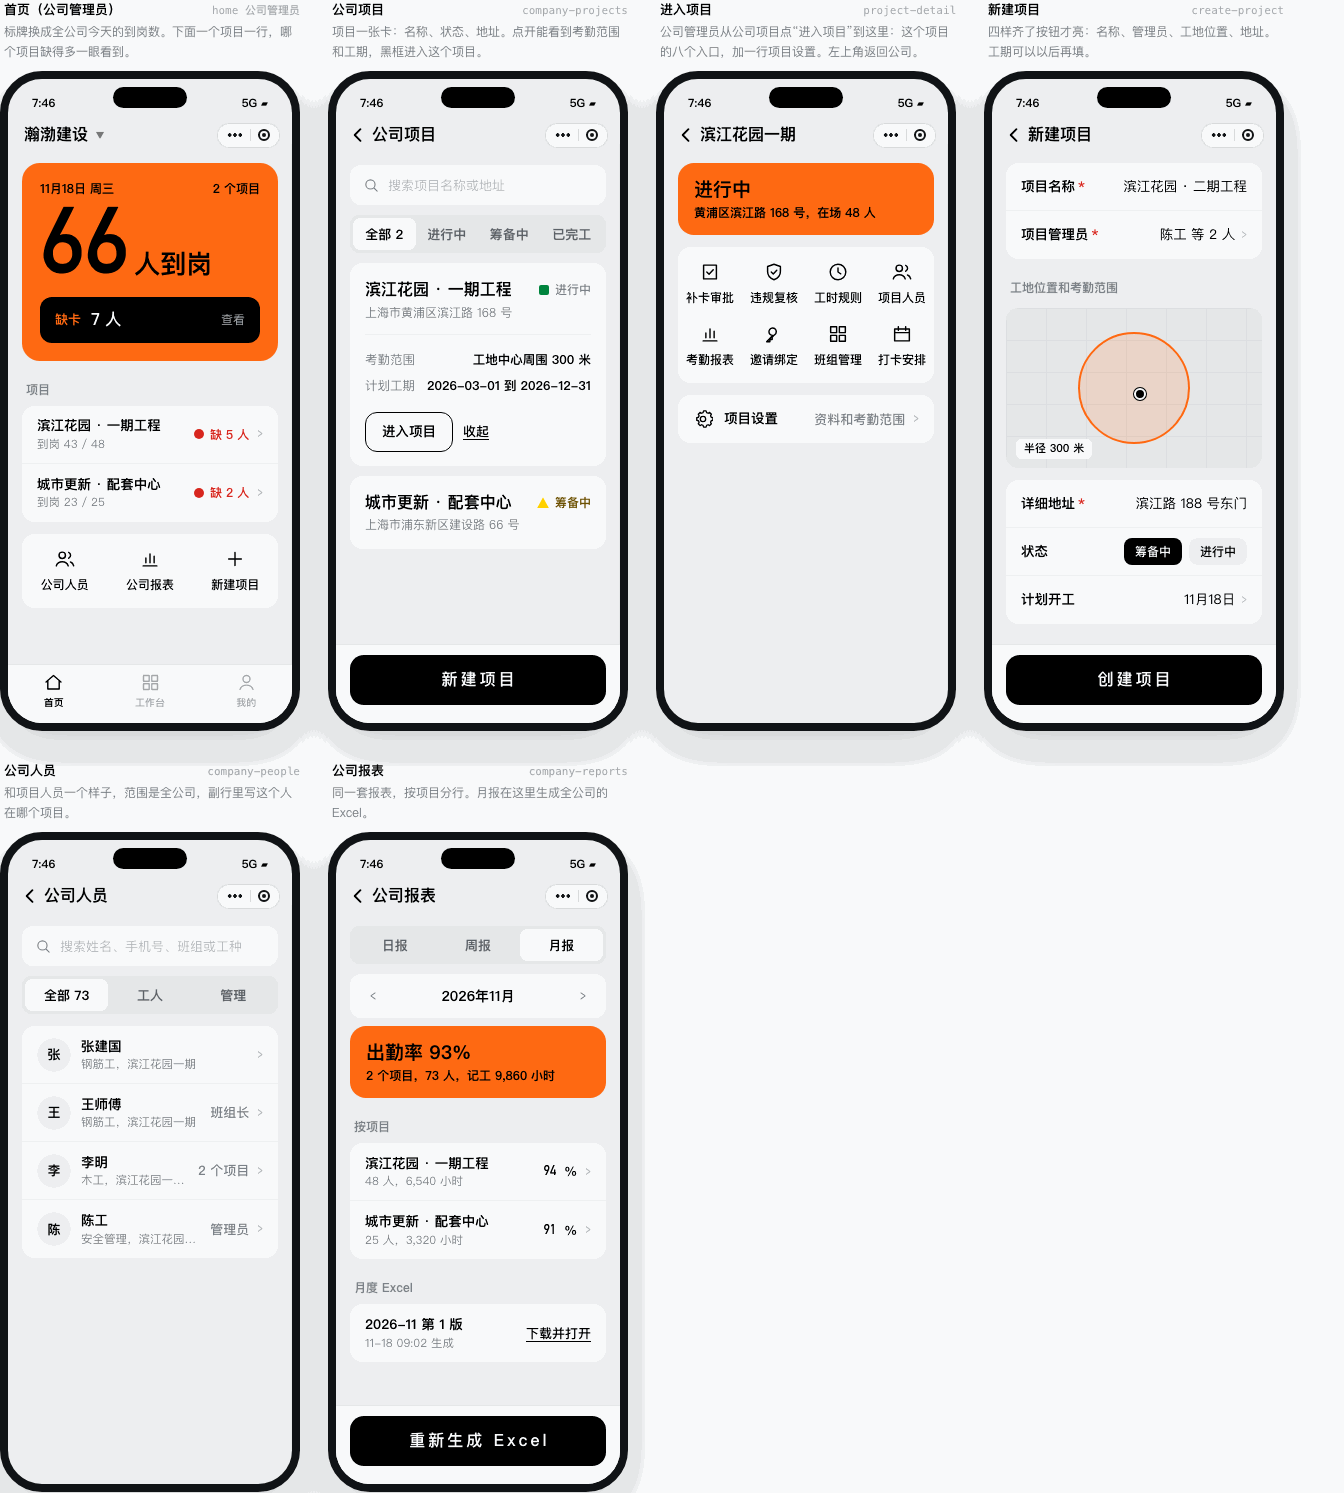 首页（公司管理员）
home 公司管理员
标牌换成全公司今天的到岗数。下面一个项目一行，哪
个项目缺得多一眼看到。
7:46
5G
瀚渤建设
11月18日 周三
2 个项目
66 人到岗
缺卡 7 人
查看
项目
滨江花园 · 一期工程
到岗 43 / 48
缺 5 人
城市更新 · 配套中心
到岗 23 / 25
缺 2 人
公司人员
公司报表
新建项目
首页
工作台
我的
公司项目
company-projects
项目一张卡：名称、状态、地址。点开能看到考勤范围
和工期，黑框进入这个项目。
7:46
5G
公司项目
搜索项目名称或地址
全部 2
进行中
筹备中
已完工
滨江花园 · 一期工程
进行中
上海市黄浦区滨江路 168 号
考勤范围
工地中心周围 300 米
计划工期
2026-03-01 到 2026-12-31
进入项目
收起
城市更新 · 配套中心
筹备中
上海市浦东新区建设路 66 号
新建项目
进入项目
project-detail
公司管理员从公司项目点“进入项目”到这里：这个项目
的八个入口，加一行项目设置。左上角返回公司。
7:46
5G
滨江花园一期
进行中
黄浦区滨江路 168 号，在场 48 人
补卡审批
违规复核
工时规则
项目人员
考勤报表
邀请绑定
班组管理
打卡安排
项目设置
资料和考勤范围
新建项目
create-project
四样齐了按钮才亮：名称、管理员、工地位置、地址。
工期可以以后再填。
7:46
5G
新建项目
项目名称 *
滨江花园 · 二期工程
项目管理员 *
陈工 等 2 人
工地位置和考勤范围
半径 300 米
详细地址 *
滨江路 188 号东门
状态
筹备中
进行中
计划开工
11月18日
创建项目
公司人员
company-people
和项目人员一个样子，范围是全公司，副行里写这个人
在哪个项目。
7:46
5G
公司人员
搜索姓名、手机号、班组或工种
全部 73
工人
管理
张
张建国
钢筋工，滨江花园一期
王
王师傅
钢筋工，滨江花园一期
班组长
李
李明
木工，滨江花园一…
2 个项目
陈
陈工
安全管理，滨江花园…
管理员
公司报表
company-reports
同一套报表，按项目分行。月报在这里生成全公司的
Excel。
7:46
5G
公司报表
日报
周报
月报
2026年11月
出勤率 93%
2 个项目，73 人，记工 9,860 小时
按项目
滨江花园 · 一期工程
48 人，6,540 小时
94 %
城市更新 · 配套中心
25 人，3,320 小时
91 %
月度 Excel
2026-11 第 1 版
11-18 09:02 生成
下载并打开
重新生成 Excel